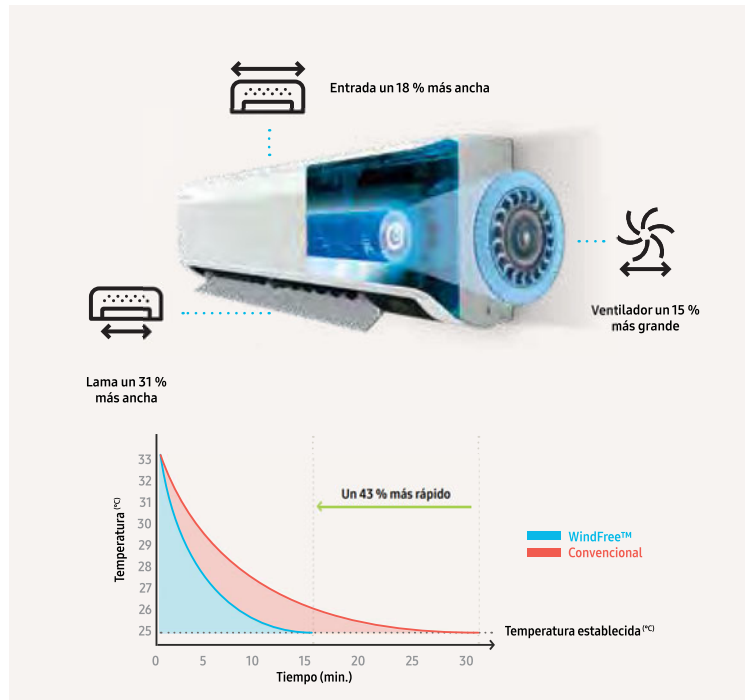 Entrada un 18 % más ancha
Ventilador un 15 %
más grande
Lama un 31 %
más ancha
Un 43 % más rápido
33
32
31
30
29
28
27
26
25
Temperatura (°C)
WindFree™
Convencional
Temperatura establecida (°C)
0 5 10 15 20 25 30
Tiempo (min.)